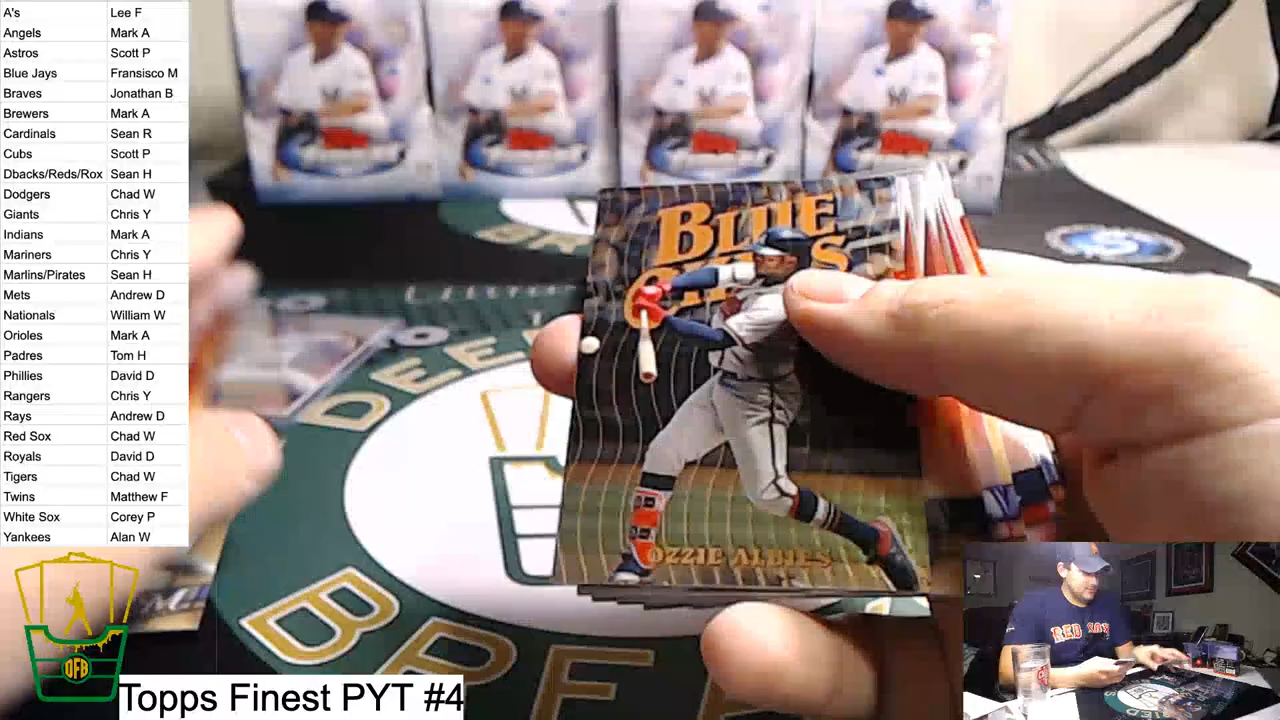 A's Lee F
Angels Mark A
Astros Scott P
Blue Jays Fransisco M
Braves Jonathan B
Brewers Mark A
Cardinals Sean R
Cubs Scott P
Dbacks/Reds/Rox Sean H
Dodgers Chad W
Giants Chris Y
Indians Mark A
Mariners Chris Y
Marlins/Pirates Sean H
Mets Andrew D
Nationals William W
Orioles Mark A
Padres Tom H
Phillies David D
Rangers Chris Y
Rays Andrew D
Red Sox Chad W
Royals David D
Tigers Chad W
Twins Matthew F
White Sox Corey P
Yankees Alan W
BLUE
OZZIE ALBIES
DEE
BRE
RED SOX
DFB
Topps Finest PYT #4